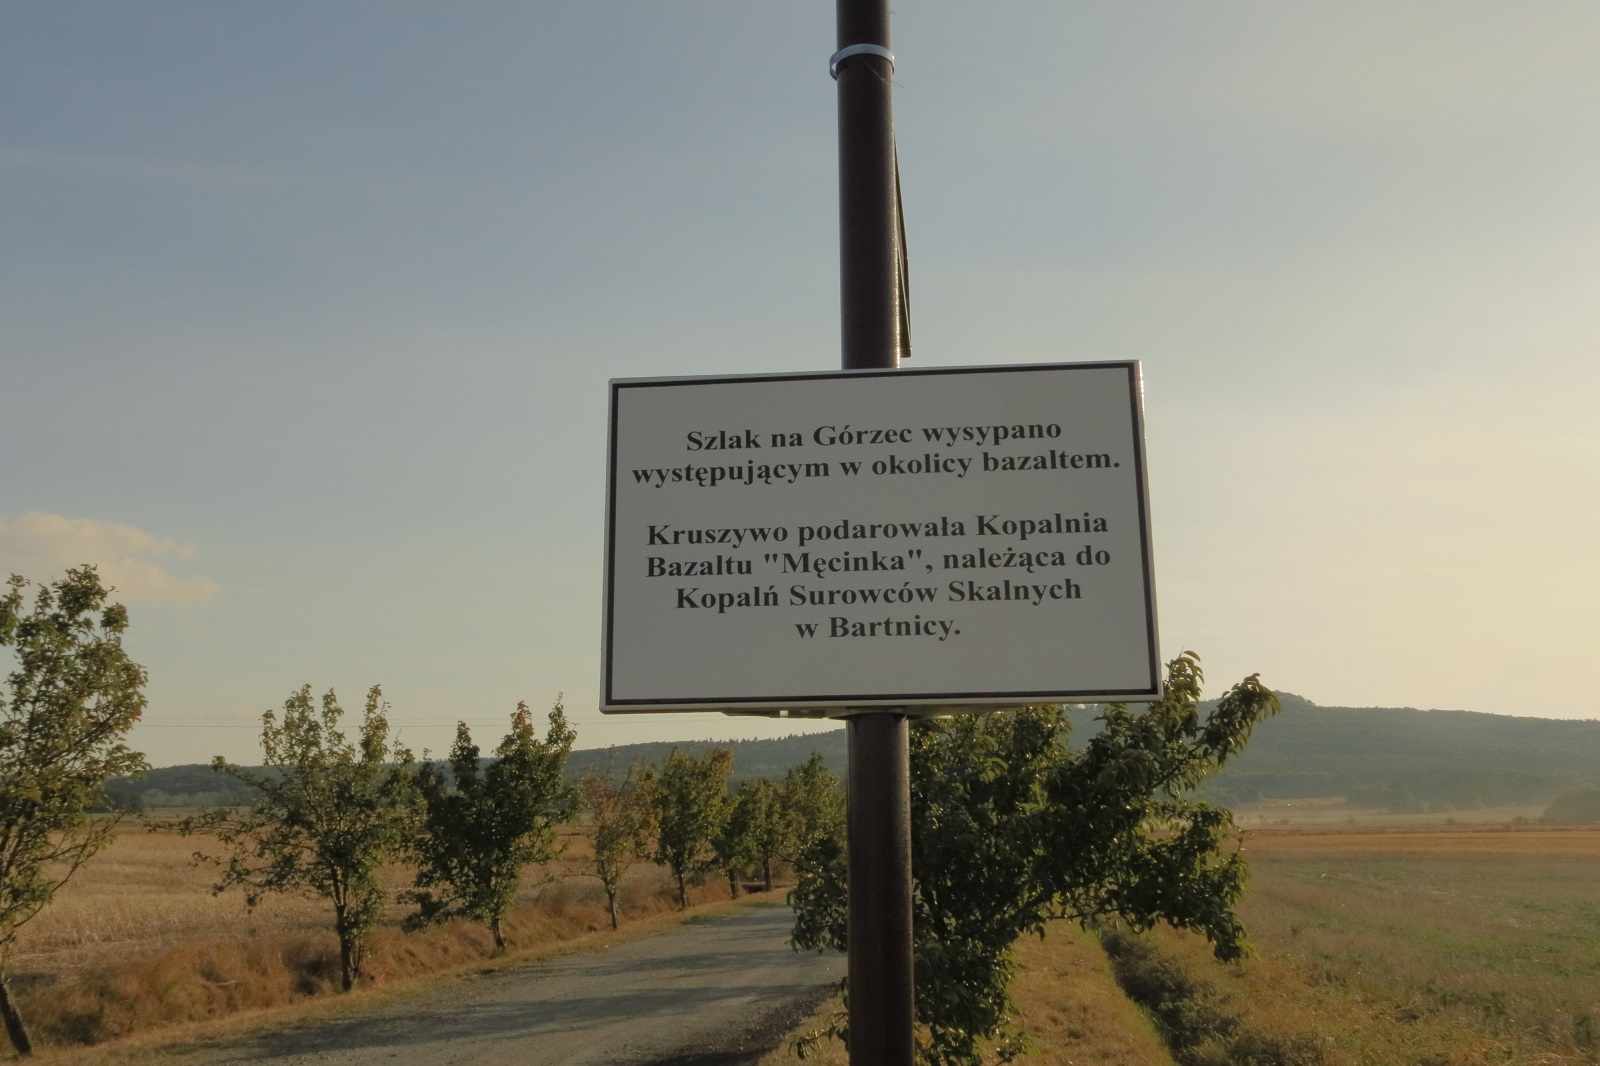 Szlak na Górzec wysypano
występującym w okolicy bazaltem.
Kruszywo podarowała Kopalnia
Bazaltu "Męcinka", należąca do
Kopalń Surowców Skalnych
w Bartnicy.